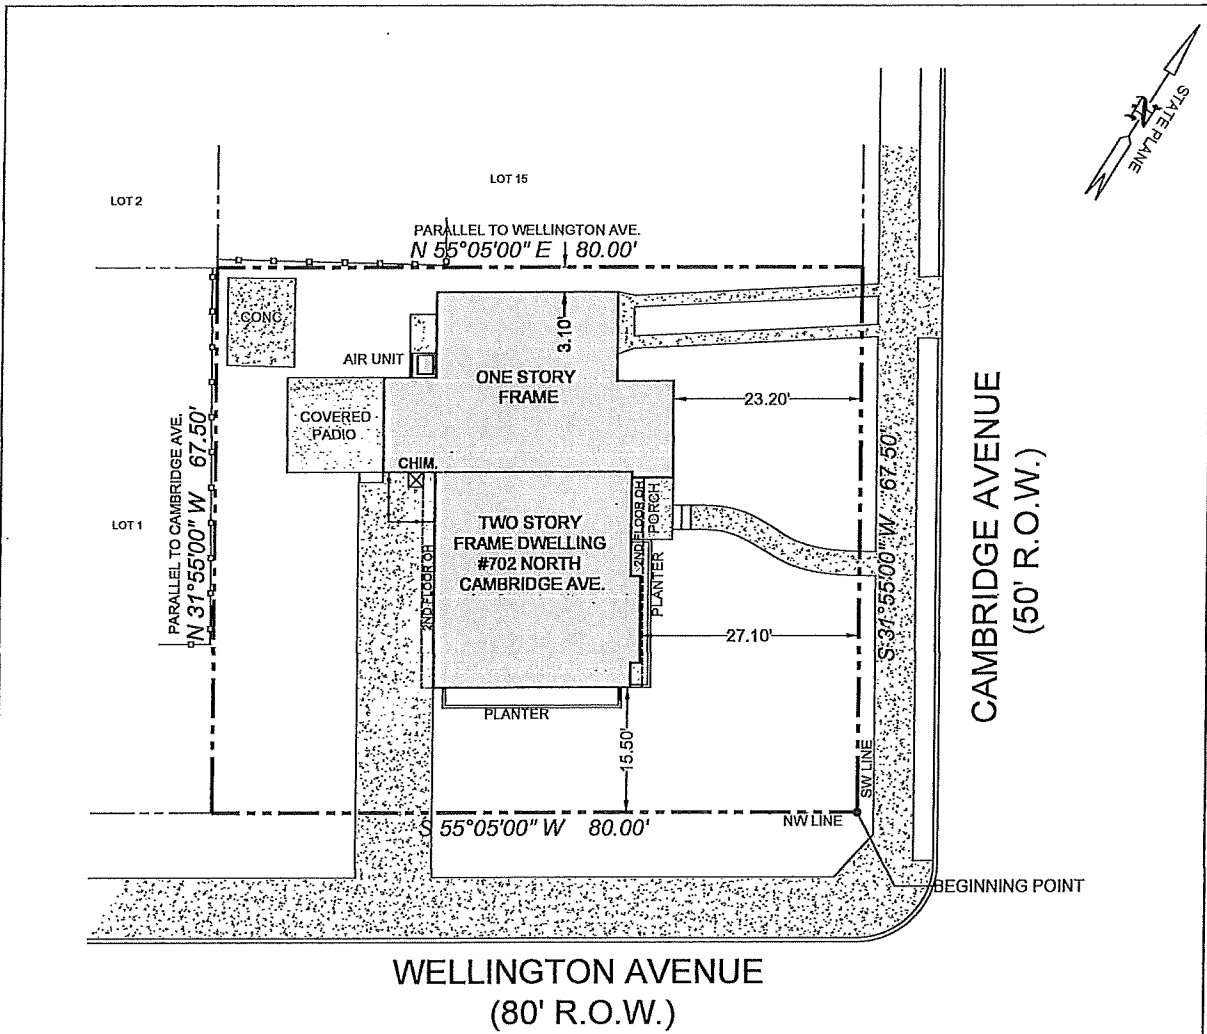 STATE PLANE
N
LOT 2
LOT 15
PARALLEL TO WELLINGTON AVE.
N 55°05'00" E 80.00'
CONC.
3.10'
AIR UNIT
ONE STORY
FRAME
23.20'
COVERED
PADIO
PARALLEL TO CAMBRIDGE AVE.
N 31°55'00" W 67.50'
CHIM.
LOT 1
TWO STORY
FRAME DWELLING
#702 NORTH
CAMBRIDGE AVE.
2ND FLOOR OH
2ND FLOOR OH
PORCH
PLANTER
S 31°55'00" W 67.50'
CAMBRIDGE AVENUE
(50' R.O.W.)
27.10'
PLANTER
15.50'
SW LINE
NW LINE
S 55°05'00" W 80.00'
BEGINNING POINT
WELLINGTON AVENUE
(80' R.O.W.)